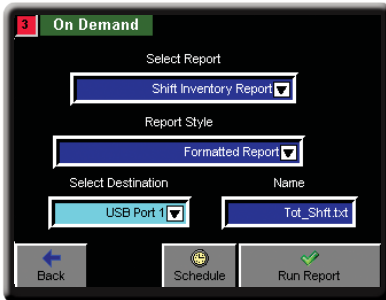 3 On Demand
Select Report
Shift Inventory Report
Report Style
Formatted Report
Select Destination Name
USB Port 1 Tot_Shft.txt
Back Schedule Run Report